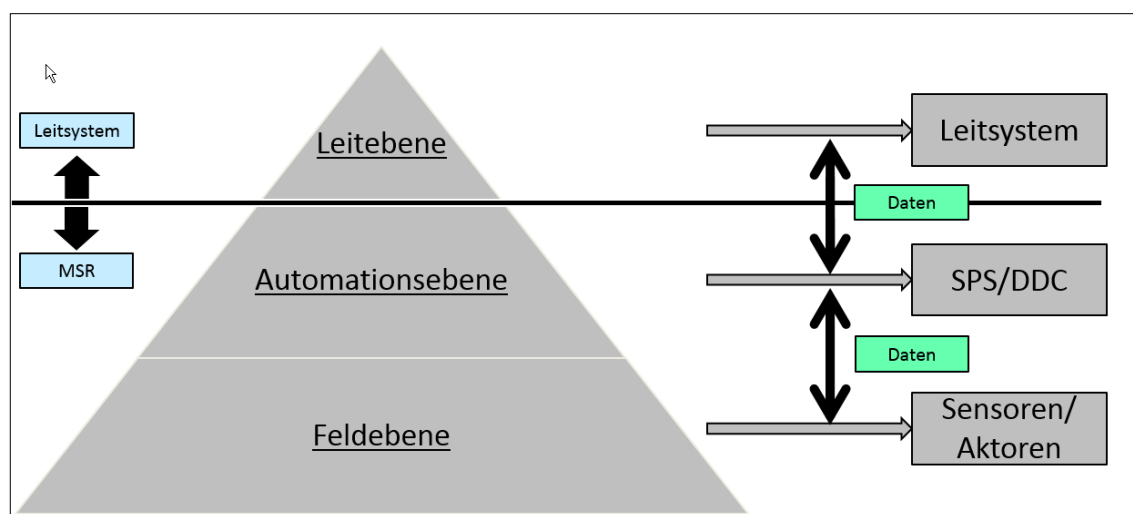 Leitsystem
MSR
Leitebene
Automationsebene
Feldebene
Leitsystem
Daten
SPS/DDC
Daten
Sensoren/
Aktoren